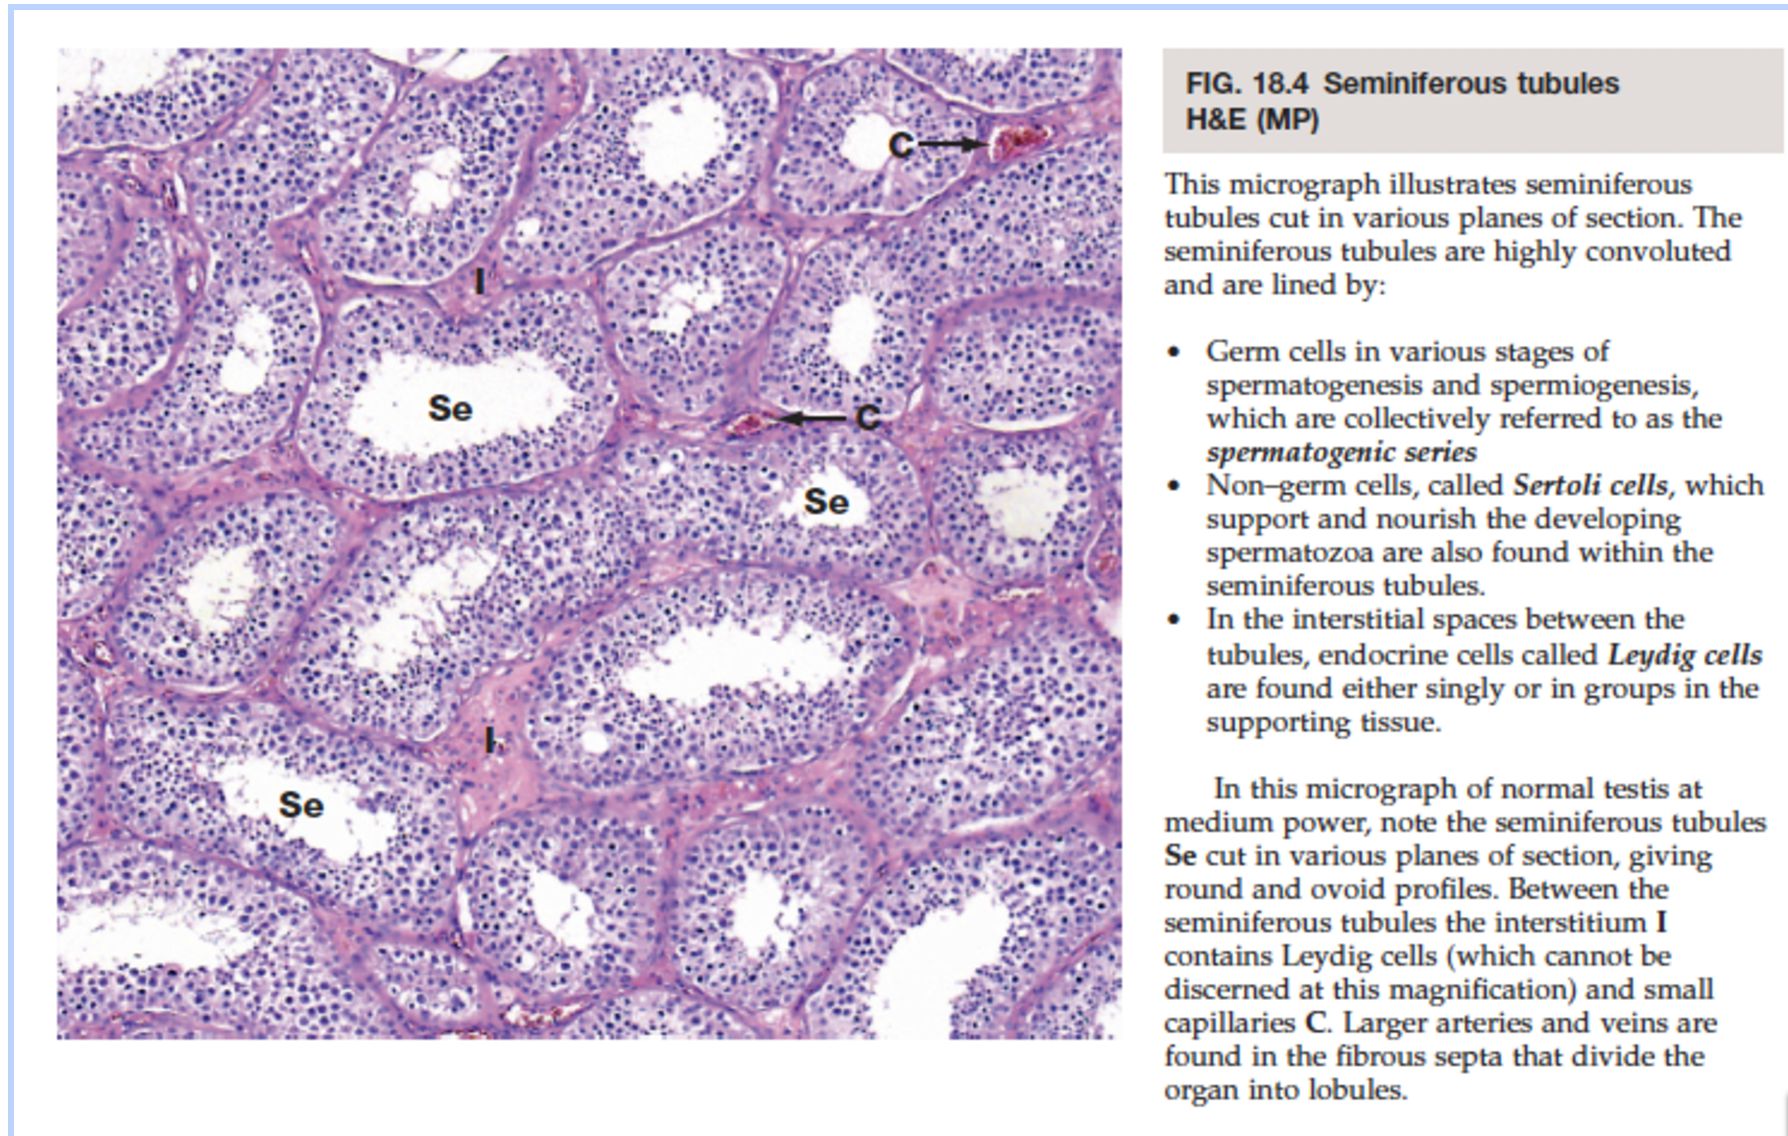 C
I
Se
C
Se
I
Se
FIG. 18.4 Seminiferous tubules
H&E (MP)
This micrograph illustrates seminiferous
tubules cut in various planes of section. The
seminiferous tubules are highly convoluted
and are lined by:
• Germ cells in various stages of
spermatogenesis and spermiogenesis,
which are collectively referred to as the
spermatogenic series
• Non–germ cells, called Sertoli cells, which
support and nourish the developing
spermatozoa are also found within the
seminiferous tubules.
• In the interstitial spaces between the
tubules, endocrine cells called Leydig cells
are found either singly or in groups in the
supporting tissue.
In this micrograph of normal testis at
medium power, note the seminiferous tubules
Se cut in various planes of section, giving
round and ovoid profiles. Between the
seminiferous tubules the interstitium I
contains Leydig cells (which cannot be
discerned at this magnification) and small
capillaries C. Larger arteries and veins are
found in the fibrous septa that divide the
organ into lobules.